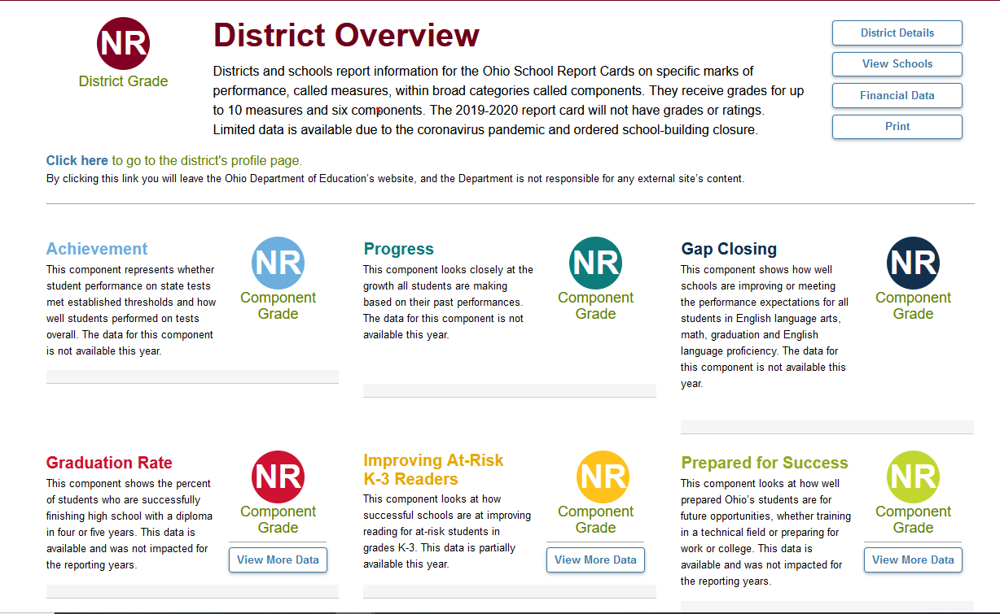 NR
District Grade
District Overview
Districts and schools report information for the Ohio School Report Cards on specific marks of
performance, called measures, within broad categories called components. They receive grades for up
to 10 measures and six components. The 2019-2020 report card will not have grades or ratings.
Limited data is available due to the coronavirus pandemic and ordered school-building closure.
District Details
View Schools
Financial Data
Print
Click here to go to the district's profile page.
By clicking this link you will leave the Ohio Department of Education's website, and the Department is not responsible for any external site's content.
Achievement
This component represents whether
student performance on state tests
met established thresholds and how
well students performed on tests
overall. The data for this component
is not available this year.
NR
Component
Grade
Progress
This component looks closely at the
growth all students are making
based on their past performances.
The data for this component is not
available this year.
NR
Component
Grade
Gap Closing
This component shows how well
schools are improving or meeting
the performance expectations for all
students in English language arts,
math, graduation and English
language proficiency. The data for
this component is not available this
year.
NR
Component
Grade
Graduation Rate
This component shows the percent
of students who are successfully
finishing high school with a diploma
in four or five years. This data is
available and was not impacted for
the reporting years.
NR
Component
Grade
View More Data
Improving At-Risk
K-3 Readers
This component looks at how
successful schools are at improving
reading for at-risk students in
grades K-3. This data is partially
available this year.
NR
Component
Grade
View More Data
Prepared for Success
This component looks at how well
prepared Ohio's students are for
future opportunities, whether training
in a technical field or preparing for
work or college. This data is
available and was not impacted for
the reporting years.
NR
Component
Grade
View More Data